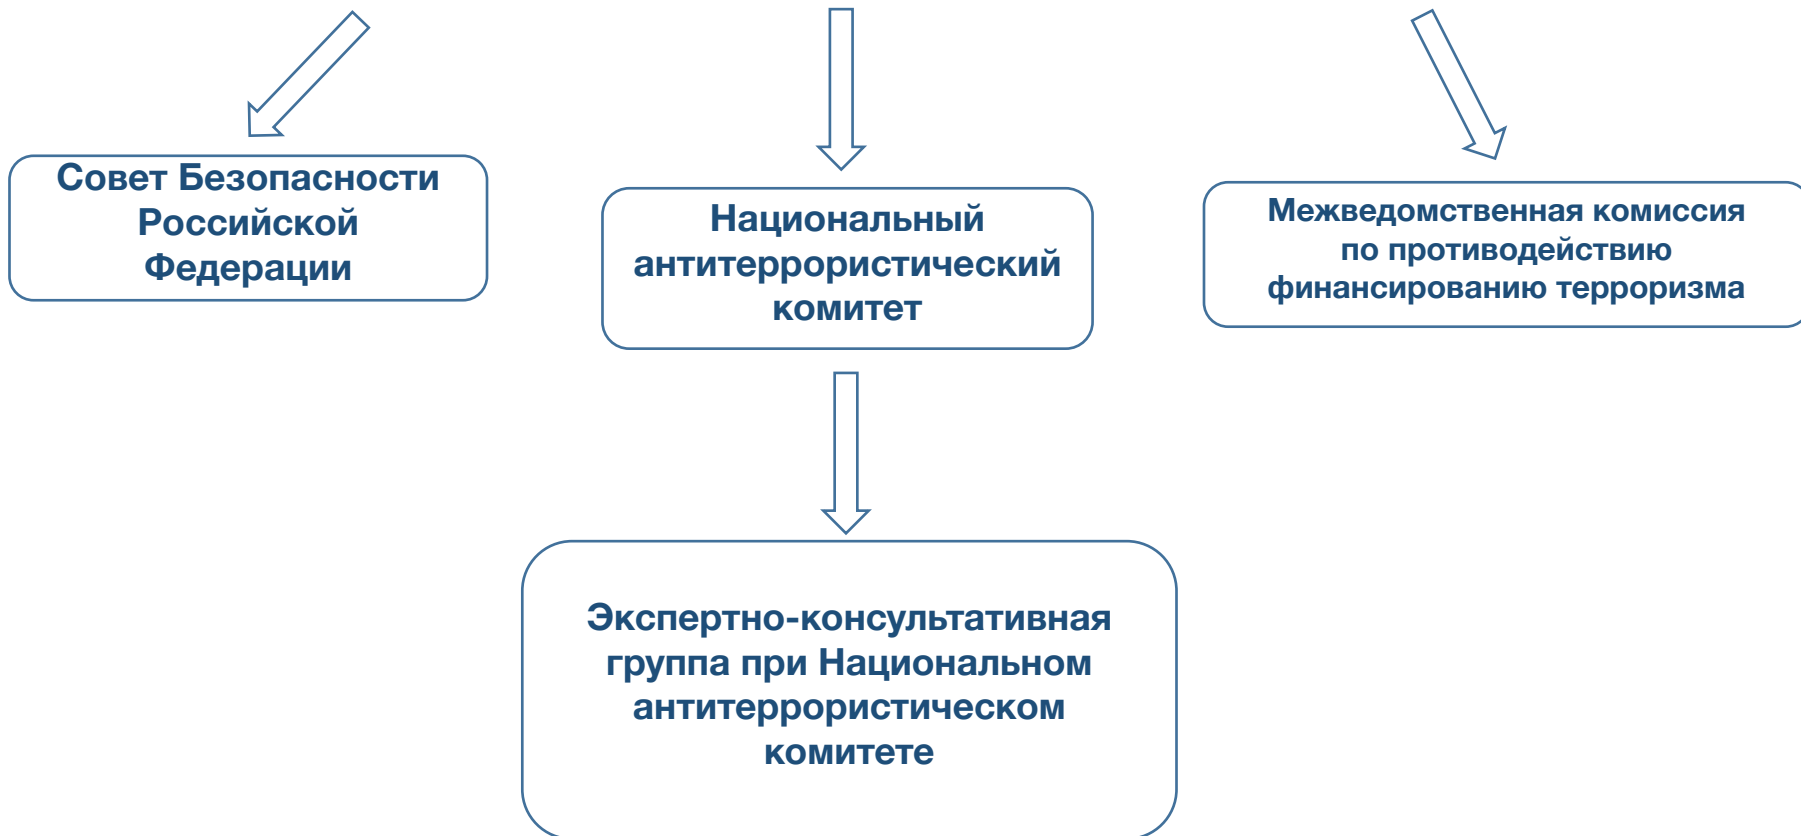 Совет Безопасности
Российской
Федерации
Национальный
антитеррористический
комитет
Межведомственная комиссия
по противодействию
финансированию терроризма
Экспертно-консультативная
группа при Национальном
антитеррористическом
комитете